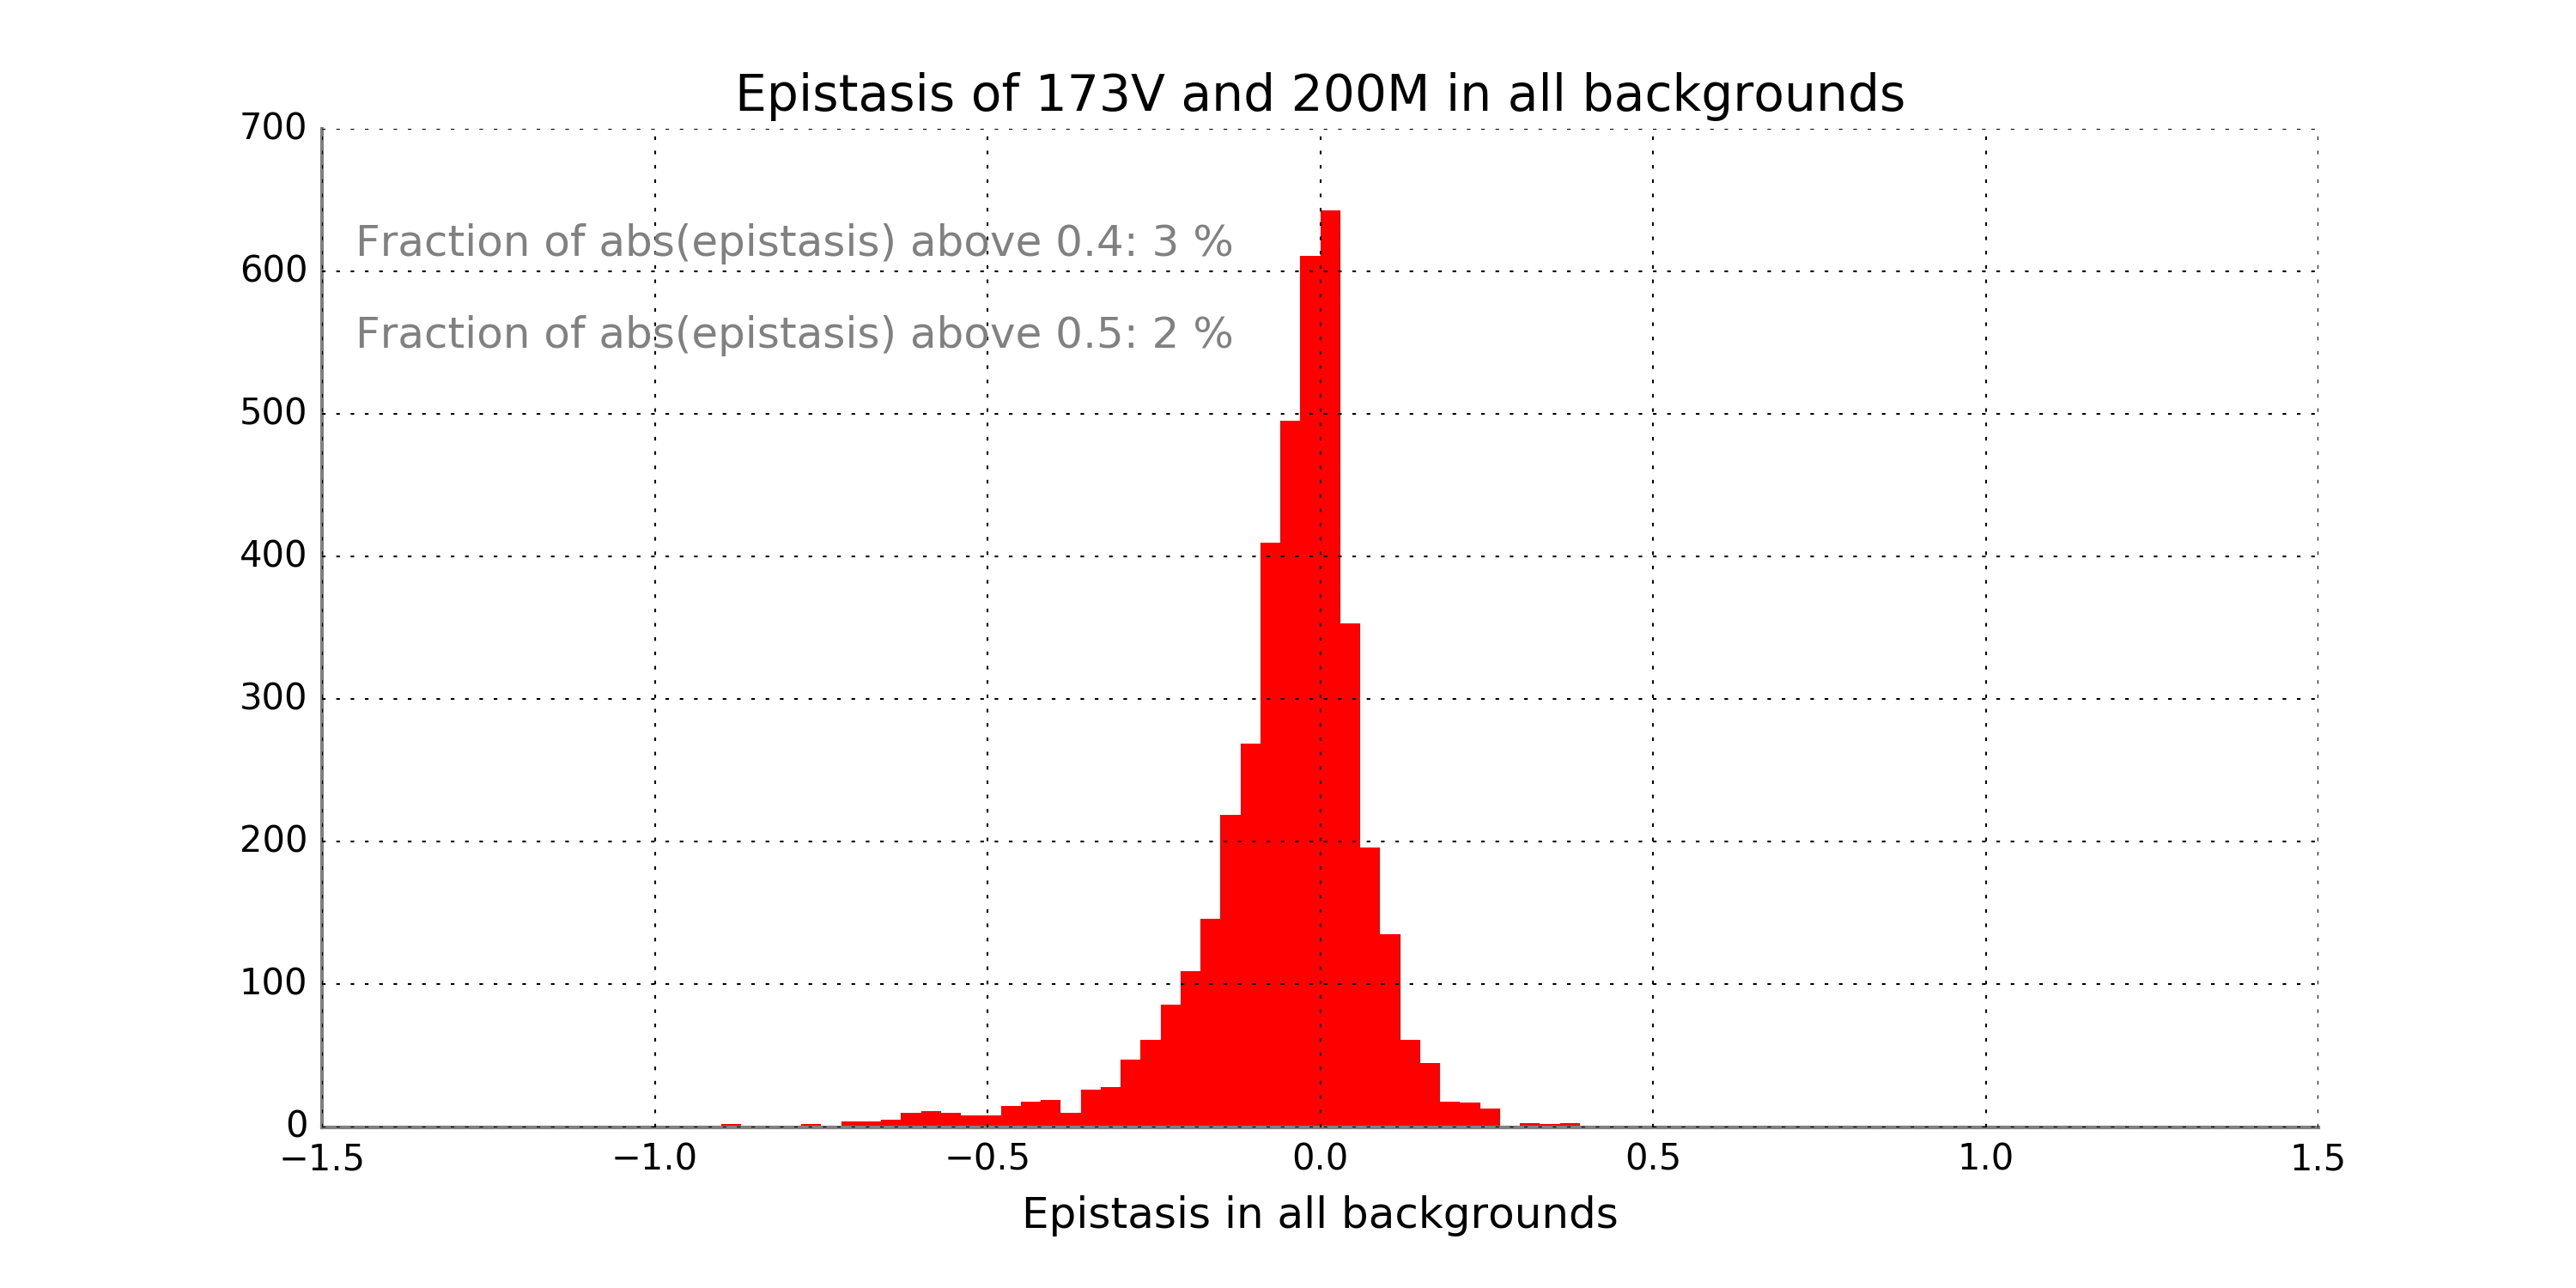 Epistasis of 173V and 200M in all backgrounds
700
Fraction of abs(epistasis) above 0.4: 3 %
600
Fraction of abs(epistasis) above 0.5: 2 %
500
400
300
200
100
0
−1.5 −1.0 −0.5 0.0 0.5 1.0 1.5
Epistasis in all backgrounds